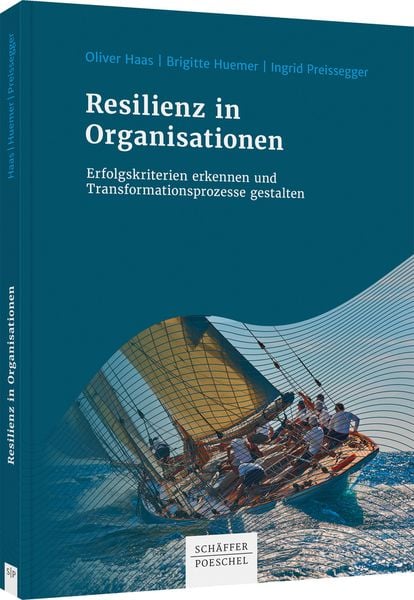 Oliver Haas | Brigitte Huemer | Ingrid Preissegger
Resilienz in
Organisationen
Erfolgskriterien erkennen und
Transformationsprozesse gestalten
SCHÄFFER
POESCHEL
Haas | Huemer | Preissegger
Resilienz in Organisationen
S|P